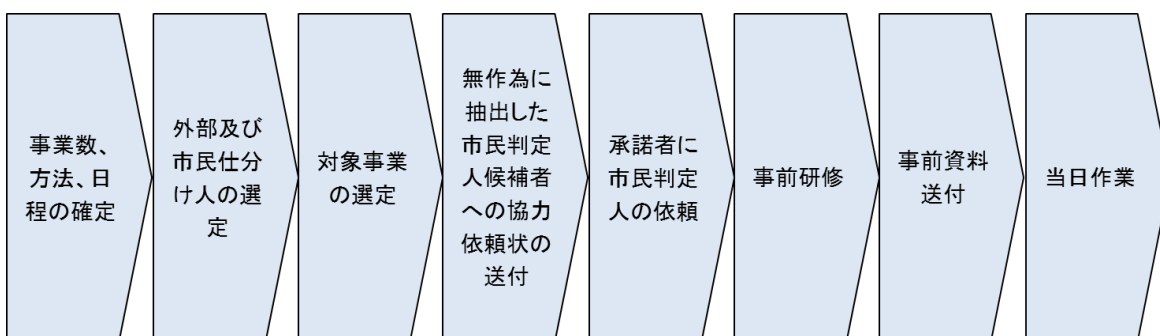 事業数、
方法、日
程の確定
外部及び
市民仕分
け人の選
定
対象事業
の選定
無作為に
抽出した
市民判定
人候補者
への協力
依頼状の
送付
承諾者に
市民判定
人の依頼
事前研修
事前資料
送付
当日作業